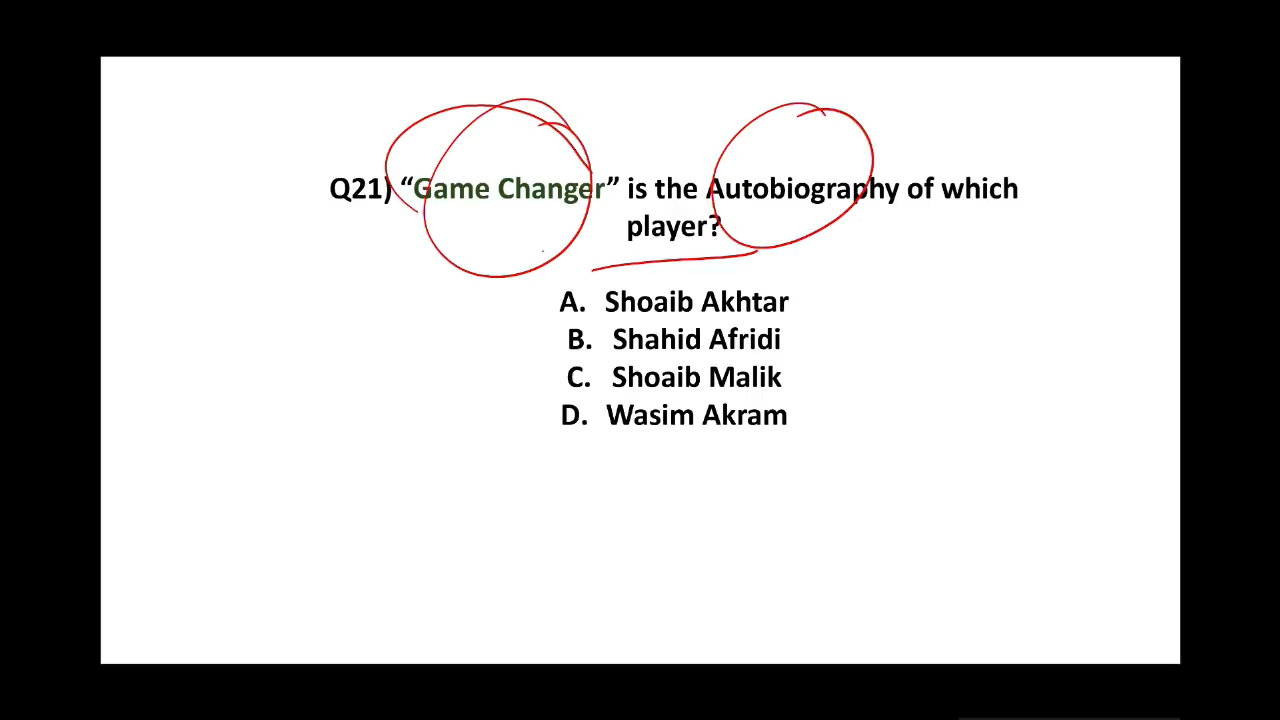 Q21) “Game Changer” is the Autobiography of which
player?
A. Shoaib Akhtar
B. Shahid Afridi
C. Shoaib Malik
D. Wasim Akram